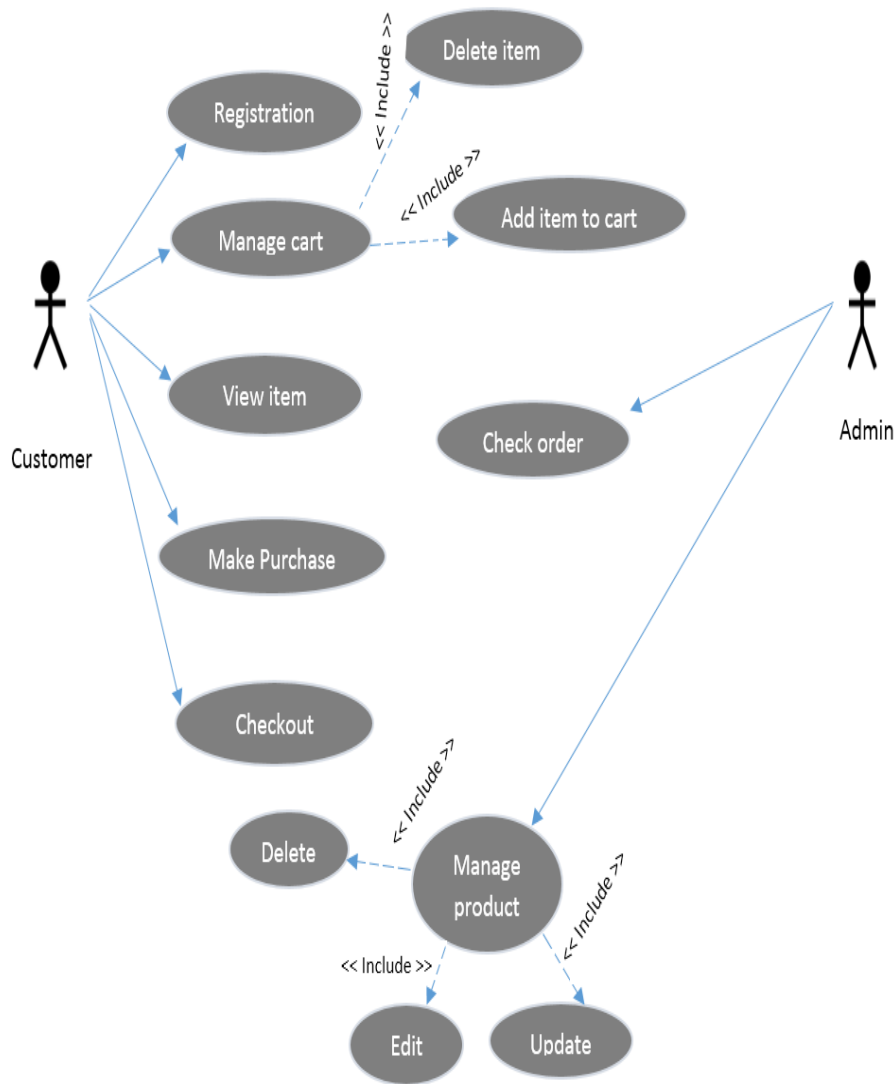 << Include >>
Delete item
Registration
<< Include >>
Add item to cart
Manage cart
View item
Customer
Check order
Admin
Make Purchase
Checkout
<< Include >>
Delete
Manage
product
<< Include >>
<< Include >>
Edit
Update